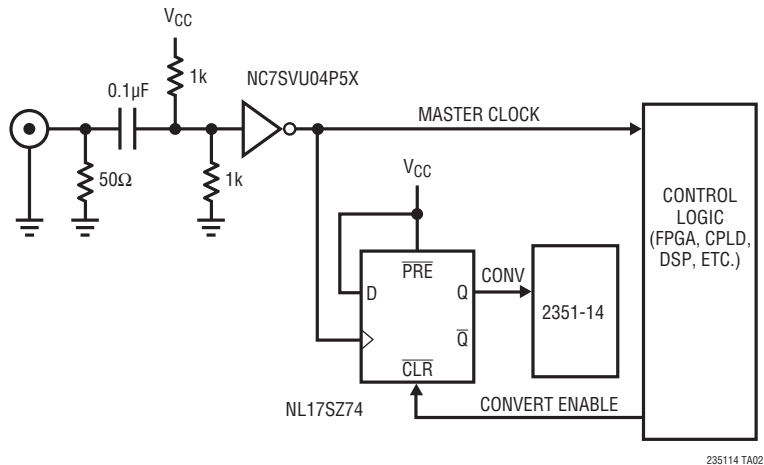 V_CC
0.1µF
1k
NC7SVU04P5X
50Ω
1k
MASTER CLOCK
V_CC
PRE
D
Q
CONV
Q
CLR
2351-14
CONTROL
LOGIC
(FPGA, CPLD,
DSP, ETC.)
NL17SZ74
CONVERT ENABLE
235114 TA02